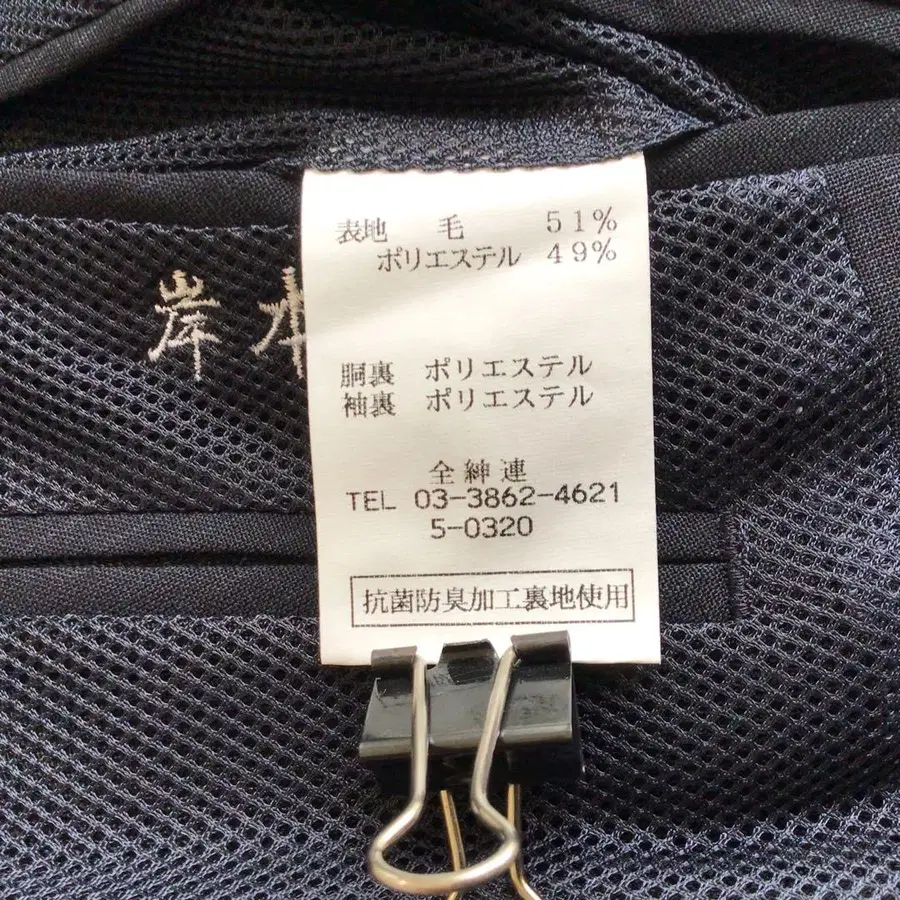 表地 毛 51%
ポリエステル 49%
岸本
胴裏 ポリエステル
袖裏 ポリエステル
全紳連
TEL 03-3862-4621
5-0320
抗菌防臭加工裏地使用